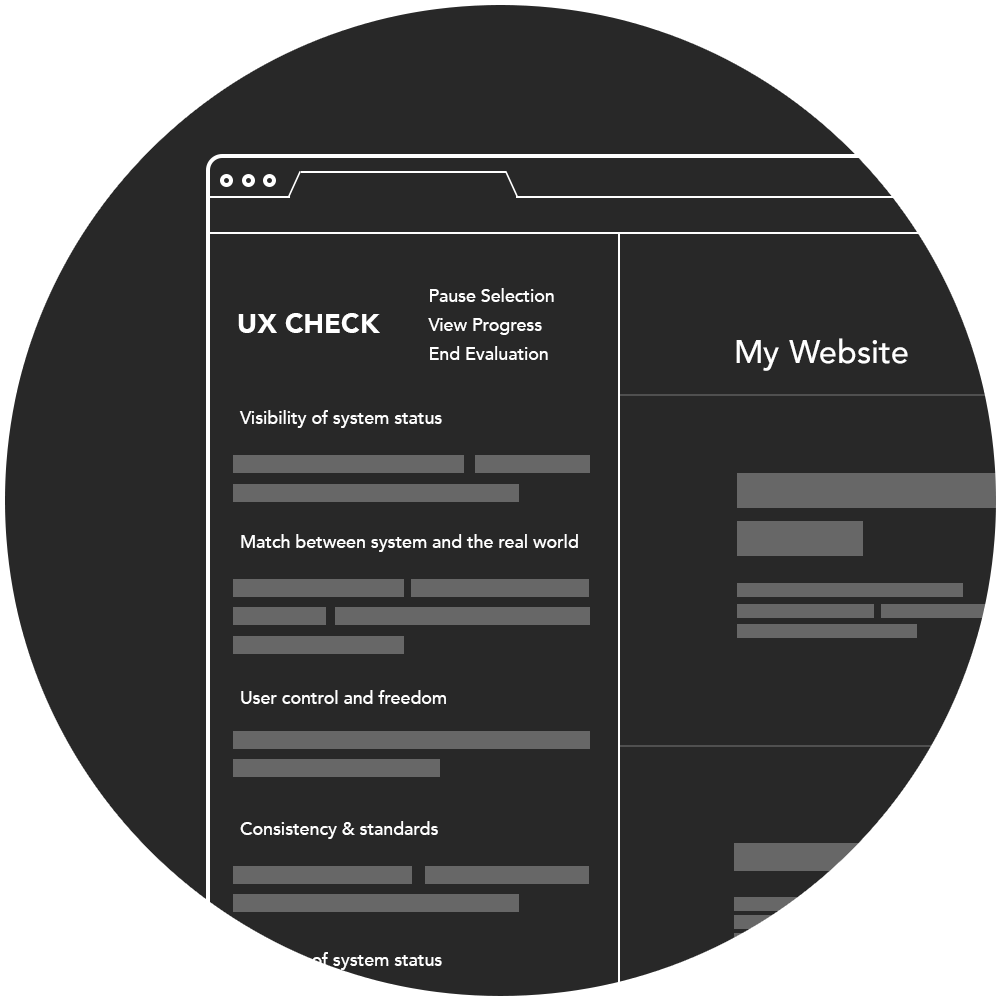 UX CHECK
Pause Selection
View Progress
End Evaluation
My Website
Visibility of system status
Match between system and the real world
User control and freedom
Consistency & standards
of system status